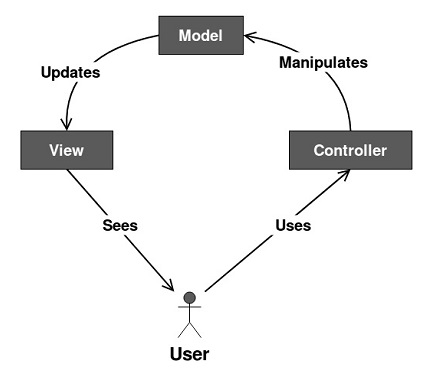 Model
Updates
Manipulates
View
Controller
Sees
Uses
User